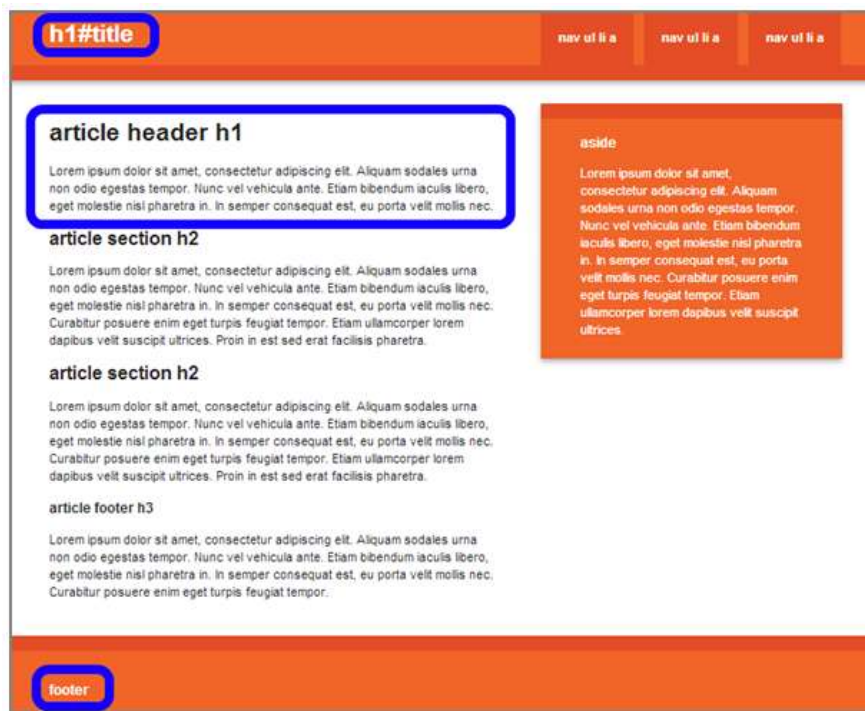 h1#title
nav ul li a
nav ul li a
nav ul li a
article header h1
Lorem ipsum dolor sit amet, consectetur adipiscing elit. Aliquam sodales urna
non odio egestas tempor. Nunc vel vehicula ante. Etiam bibendum iaculis libero,
eget molestie nisl pharetra in. In semper consequat est, eu porta velit mollis nec.
article section h2
Lorem ipsum dolor sit amet, consectetur adipiscing elit. Aliquam sodales urna
non odio egestas tempor. Nunc vel vehicula ante. Etiam bibendum iaculis libero,
eget molestie nisl pharetra in. In semper consequat est, eu porta velit mollis nec.
Curabitur posuere enim eget turpis feugiat tempor. Etiam ullamcorper lorem
dapibus velit suscipit ultrices. Proin in est sed erat facilisis pharetra.
article section h2
Lorem ipsum dolor sit amet, consectetur adipiscing elit. Aliquam sodales urna
non odio egestas tempor. Nunc vel vehicula ante. Etiam bibendum iaculis libero,
eget molestie nisl pharetra in. In semper consequat est, eu porta velit mollis nec.
Curabitur posuere enim eget turpis feugiat tempor. Etiam ullamcorper lorem
dapibus velit suscipit ultrices. Proin in est sed erat facilisis pharetra.
article footer h3
Lorem ipsum dolor sit amet, consectetur adipiscing elit. Aliquam sodales urna
non odio egestas tempor. Nunc vel vehicula ante. Etiam bibendum iaculis libero,
eget molestie nisl pharetra in. In semper consequat est, eu porta velit mollis nec.
Curabitur posuere enim eget turpis feugiat tempor.
aside
Lorem ipsum dolor sit amet,
consectetur adipiscing elit. Aliquam
sodales urna non odio egestas tempor.
Nunc vel vehicula ante. Etiam bibendum
iaculis libero, eget molestie nisl pharetra
in. In semper consequat est, eu porta
velit mollis nec. Curabitur posuere enim
eget turpis feugiat tempor. Etiam
ullamcorper lorem dapibus velit suscipit
ultrices.
footer